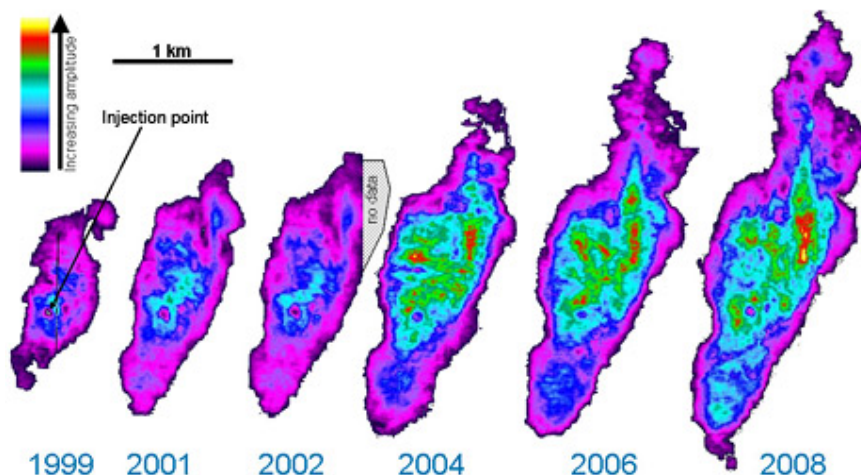 Increasing amplitude
1 km
Injection point
no data
1999
2001
2002
2004
2006
2008